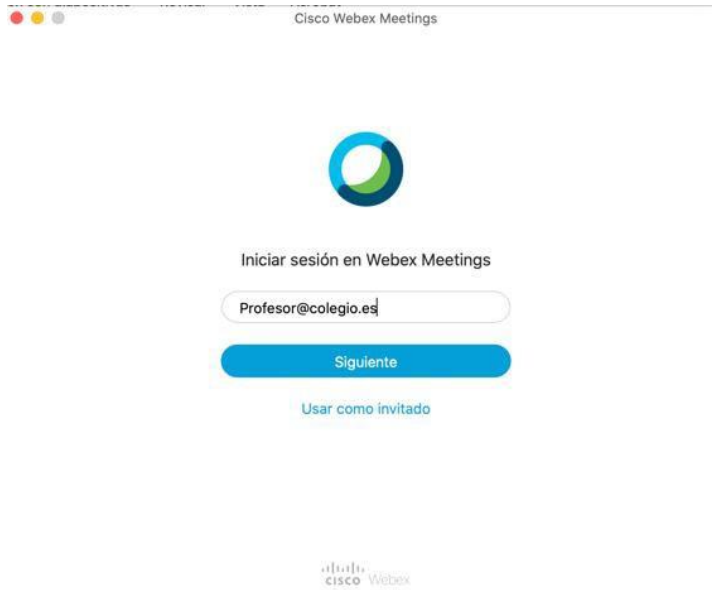 Cisco Webex Meetings
Iniciar sesión en Webex Meetings
Profesor@colegio.es
Siguiente
Usar como invitado
cisco Webex